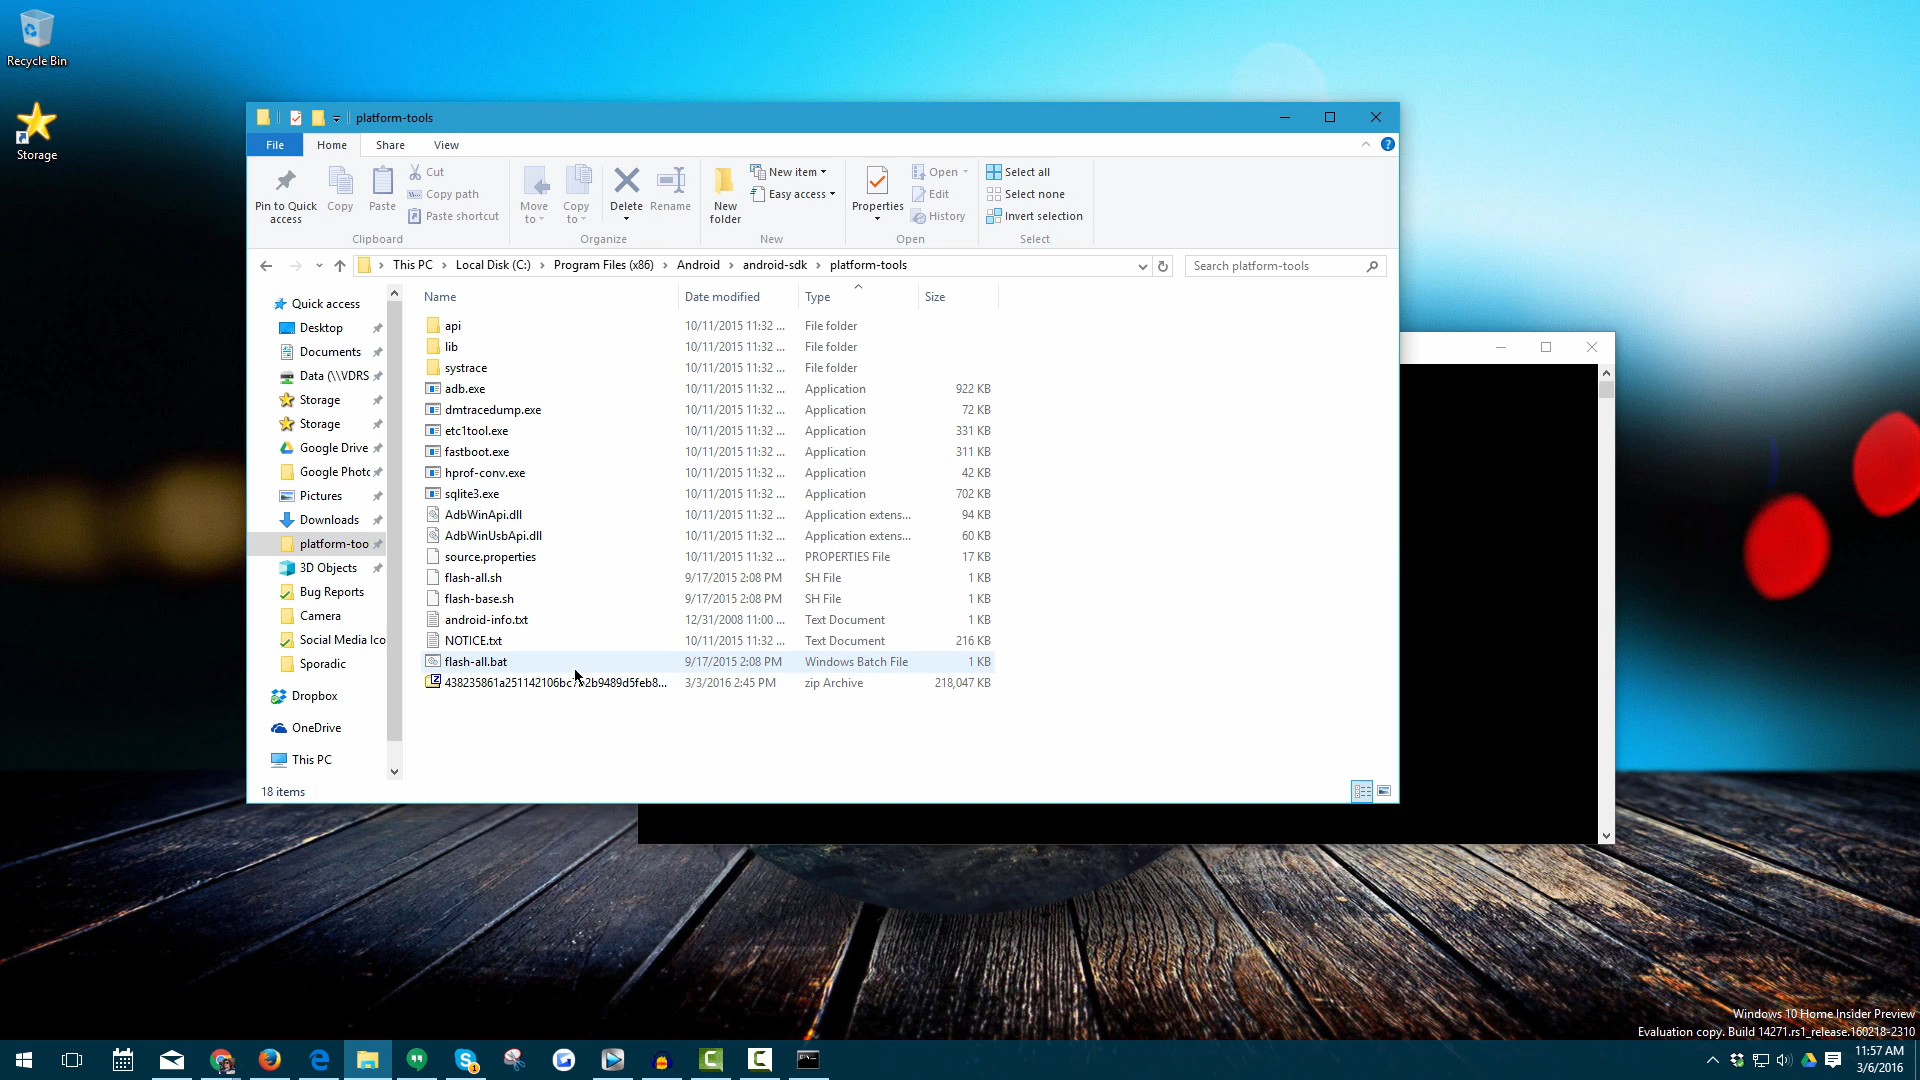 Recycle Bin
Storage
platform-tools
File
Home
Share
View
Pin to Quick
access
Copy
Paste
Cut
Copy path
Paste shortcut
Clipboard
Move
to
Copy
to
Delete
Rename
Organize
New
folder
New item
Easy access
New
Properties
Open
Edit
History
Open
Select all
Select none
Invert selection
Select
This PC
Local Disk (C:)
Program Files (x86)
Android
android-sdk
platform-tools
Search platform-tools
Quick access
Desktop
Documents
Data (\\VDRS
Storage
Storage
Google Drive
Google Photo
Pictures
Downloads
platform-too
3D Objects
Bug Reports
Camera
Social Media Ico
Sporadic
Dropbox
OneDrive
This PC
Name Date modified Type Size
api 10/11/2015 11:32 ... File folder
lib 10/11/2015 11:32 ... File folder
systrace 10/11/2015 11:32 ... File folder
adb.exe 10/11/2015 11:32 ... Application 922 KB
dmtracedump.exe 10/11/2015 11:32 ... Application 72 KB
etc1tool.exe 10/11/2015 11:32 ... Application 331 KB
fastboot.exe 10/11/2015 11:32 ... Application 311 KB
hprof-conv.exe 10/11/2015 11:32 ... Application 42 KB
sqlite3.exe 10/11/2015 11:32 ... Application 702 KB
AdbWinApi.dll 10/11/2015 11:32 ... Application extens... 94 KB
AdbWinUsbApi.dll 10/11/2015 11:32 ... Application extens... 60 KB
source.properties 10/11/2015 11:32 ... PROPERTIES File 17 KB
flash-all.sh 9/17/2015 2:08 PM SH File 1 KB
flash-base.sh 9/17/2015 2:08 PM SH File 1 KB
android-info.txt 12/31/2008 11:00 ... Text Document 1 KB
NOTICE.txt 10/11/2015 11:32 ... Text Document 216 KB
flash-all.bat 9/17/2015 2:08 PM Windows Batch File 1 KB
3/3/2016 2:45 PM zip Archive 218,047 KB
18 items
Windows 10 Home Insider Preview
Evaluation copy. Build 14271.rs1_release.160218-2310
11:57 AM
3/6/2016